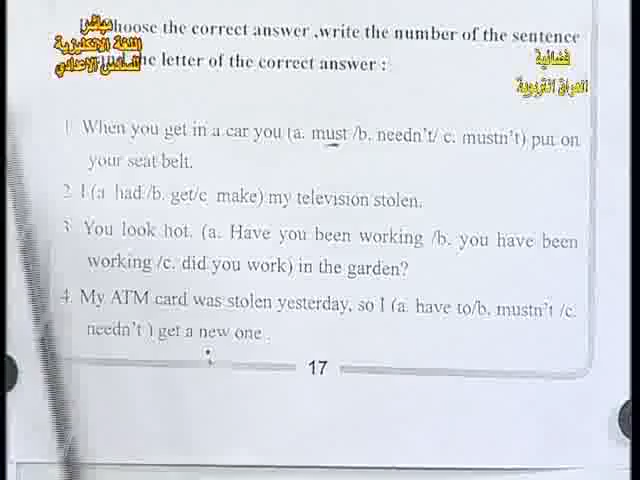 مباشر
اللغة الانكليزية
للسادس الاعدادي
فضائية
العراق التربوية
hoose the correct answer ,write the number of the sentence
the letter of the correct answer :
1. When you get in a car you (a. must /b. needn't/ c. mustn't) put on
your seat belt.
2. I (a. had /b. get/c. make) my television stolen.
3. You look hot. (a. Have you been working /b. you have been
working /c. did you work) in the garden?
4. My ATM card was stolen yesterday, so I (a. have to/b. mustn't /c.
needn't ) get a new one .
17